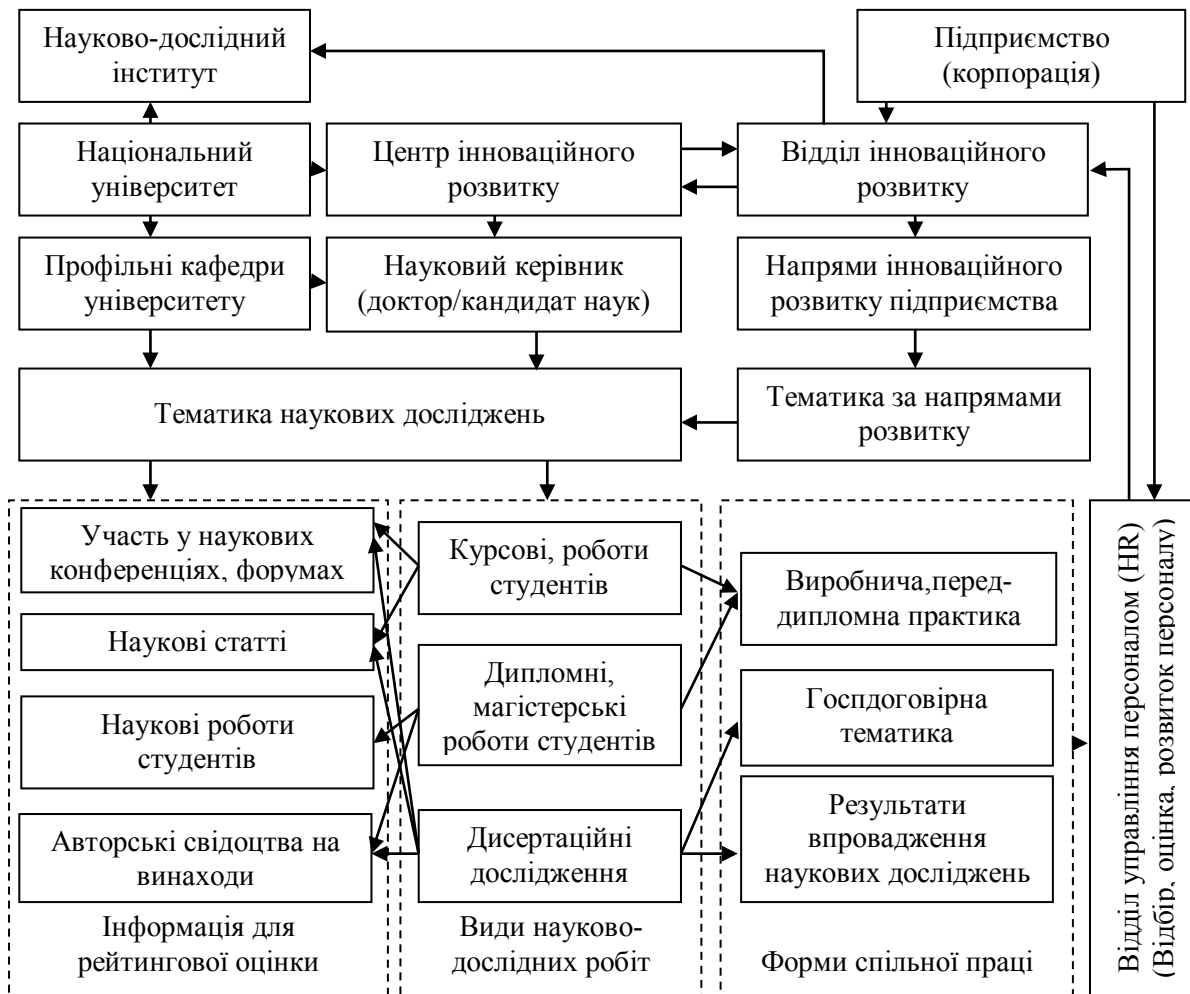 Науково-дослідний
інститут
Підприємство
(корпорація)
Національний
університет
Центр інноваційного
розвитку
Відділ інноваційного
розвитку
Профільні кафедри
університету
Науковий керівник
(доктор/кандидат наук)
Напрями інноваційного
розвитку підприємства
Тематика наукових досліджень
Тематика за напрямами
розвитку
Участь у наукових
конференціях, форумах
Наукові статті
Наукові роботи
студентів
Авторські свідоцтва на
винаходи
Інформація для
рейтингової оцінки
Курсові, роботи
студентів
Дипломні,
магістерські
роботи студентів
Дисертаційні
дослідження
Види науково-
дослідних робіт
Виробнича,перед-
дипломна практика
Госпдоговірна
тематика
Результати
впровадження
наукових досліджень
Форми спільної праці
Відділ управління персоналом (HR)
(Відбір, оцінка, розвиток персоналу)